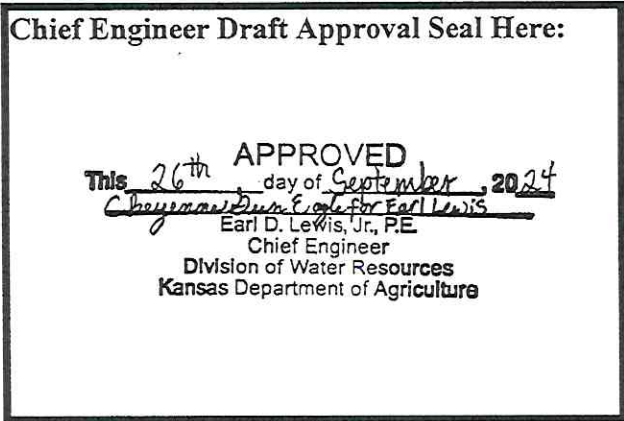 Chief Engineer Draft Approval Seal Here:
APPROVED
This 26th day of September, 2024
Cheyenne Sun Eagle for Earl Lewis
Earl D. Lewis, Jr., P.E.
Chief Engineer
Division of Water Resources
Kansas Department of Agriculture